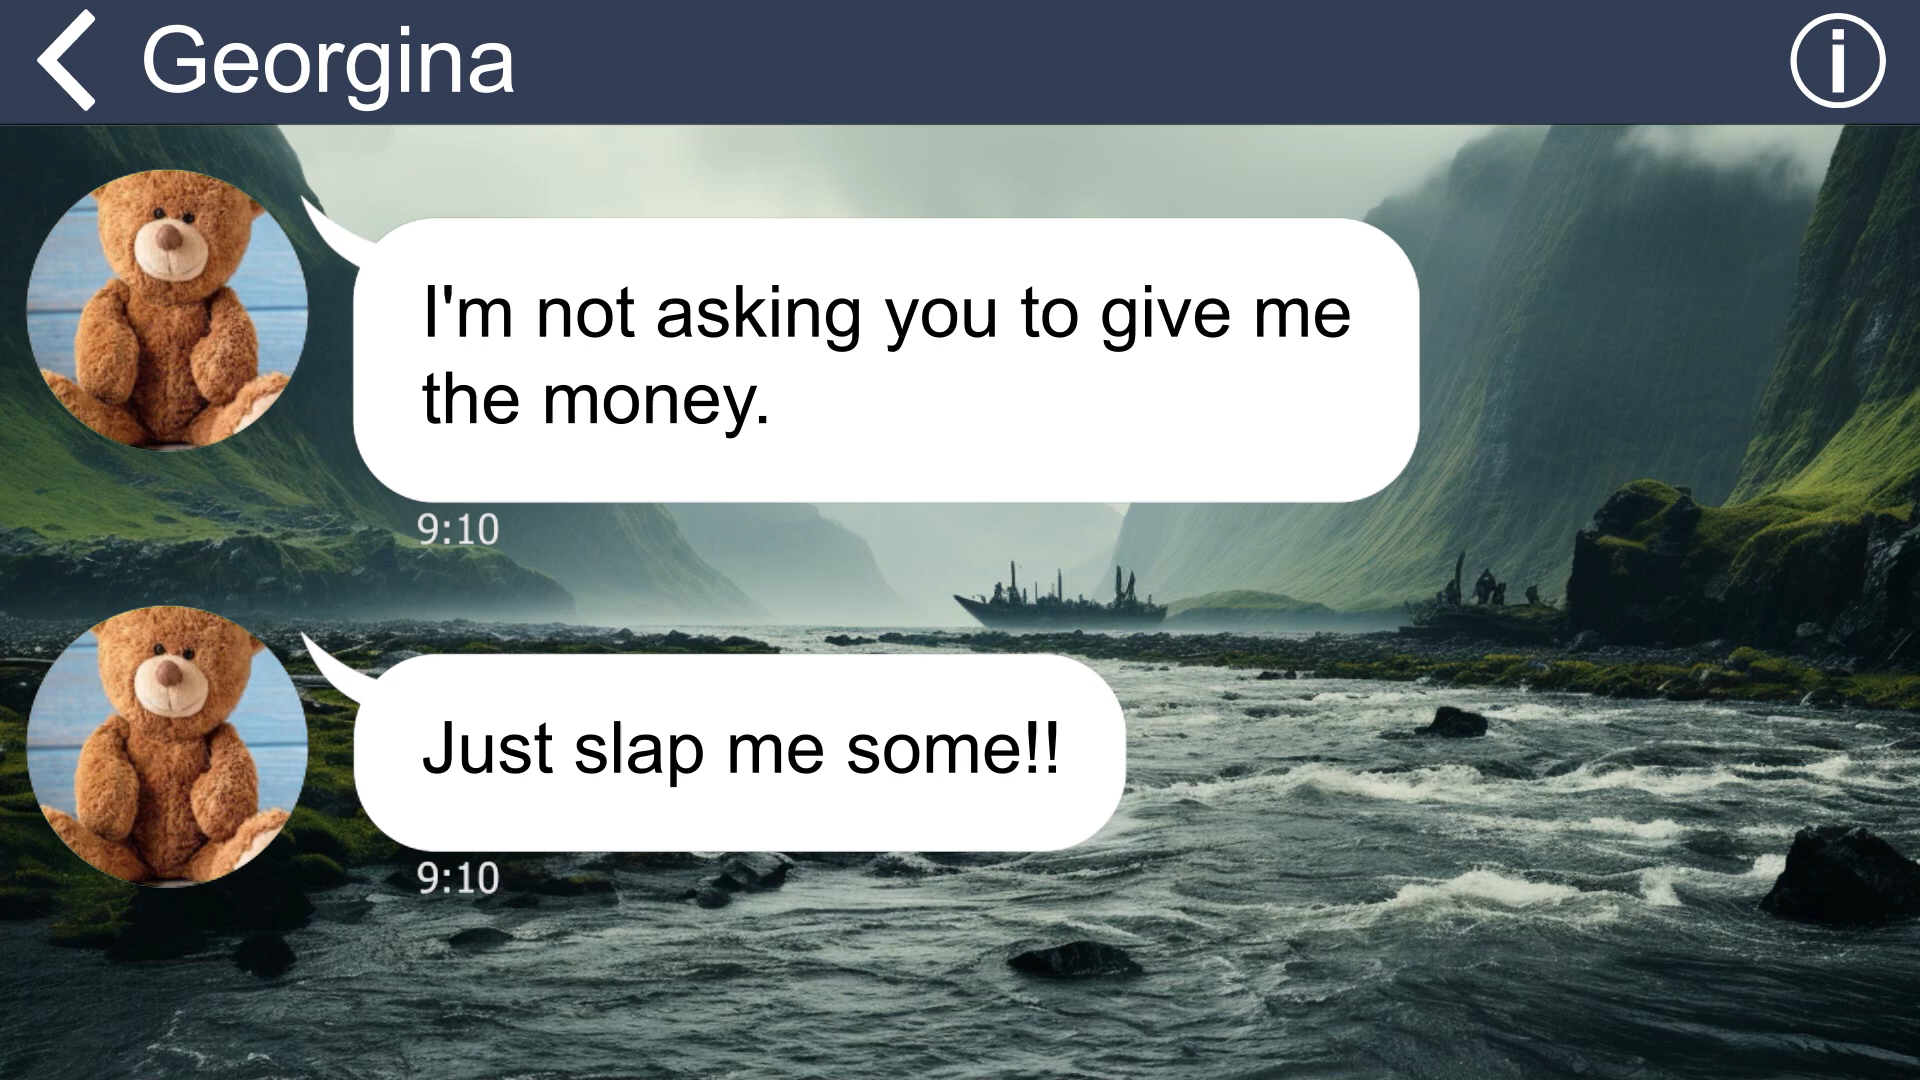 Georgina
I'm not asking you to give me
the money.
9:10
Just slap me some!!
9:10